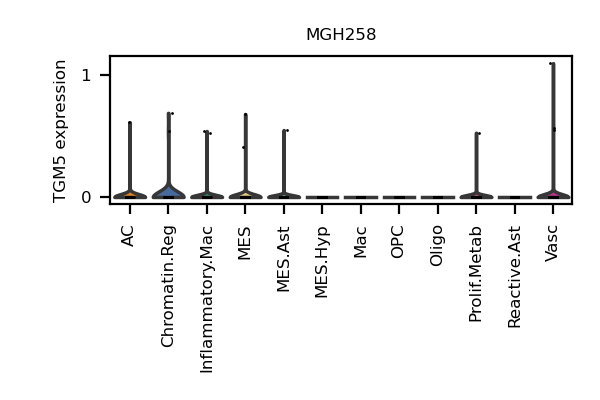 MGH258
TGM5 expression
1
0
AC
Chromatin.Reg
Inflammatory.Mac
MES
MES.Ast
MES.Hyp
Mac
OPC
Oligo
Prolif.Metab
Reactive.Ast
Vasc